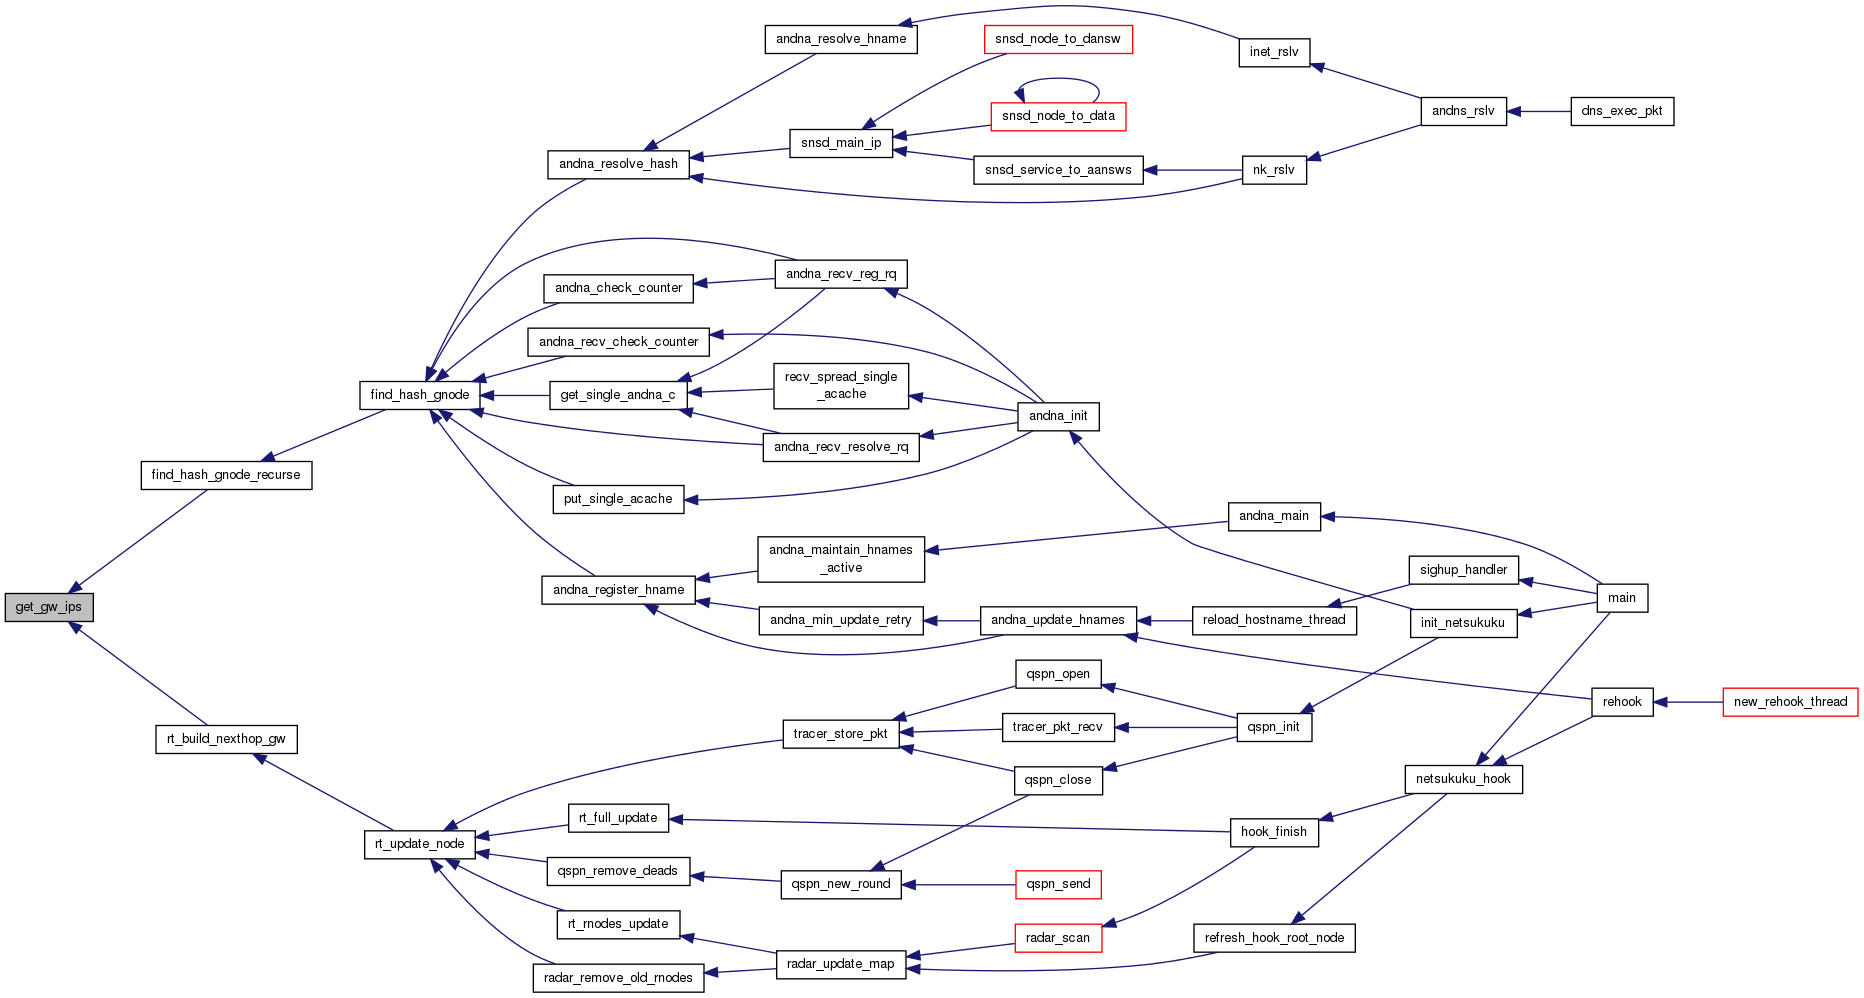 andna_resolve_hname
snsd_node_to_dansw
inet_rslv
snsd_node_to_data
andns_rslv
dns_exec_pkt
snsd_main_ip
andna_resolve_hash
snsd_service_to_aansws
nk_rslv
andna_recv_reg_rq
andna_check_counter
andna_recv_check_counter
recv_spread_single
_acache
find_hash_gnode
get_single_andna_c
andna_init
andna_recv_resolve_rq
find_hash_gnode_recurse
put_single_acache
andna_main
andna_maintain_hnames
_active
sighup_handler
andna_register_hname
main
get_gw_ips
andna_min_update_retry
andna_update_hnames
reload_hostname_thread
init_netsukuku
qspn_open
rehook
new_rehook_thread
rt_build_nexthop_gw
tracer_store_pkt
tracer_pkt_recv
qspn_init
qspn_close
netsukuku_hook
rt_full_update
hook_finish
rt_update_node
qspn_remove_deads
qspn_new_round
qspn_send
rt_rnodes_update
radar_scan
refresh_hook_root_node
radar_update_map
radar_remove_old_rnodes